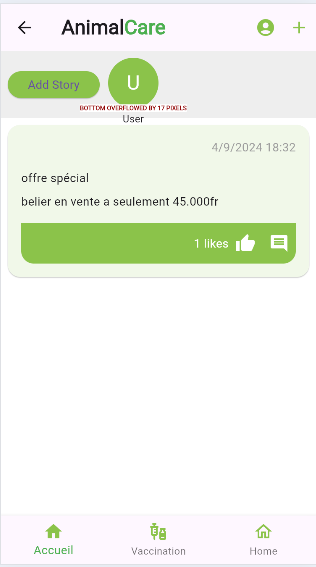 AnimalCare
Add Story
U
BOTTOM OVERFLOWED BY 17 PIXELS
User
4/9/2024 18:32
offre spécial
belier en vente a seulement 45.000fr
1 likes
Accueil
Vaccination
Home